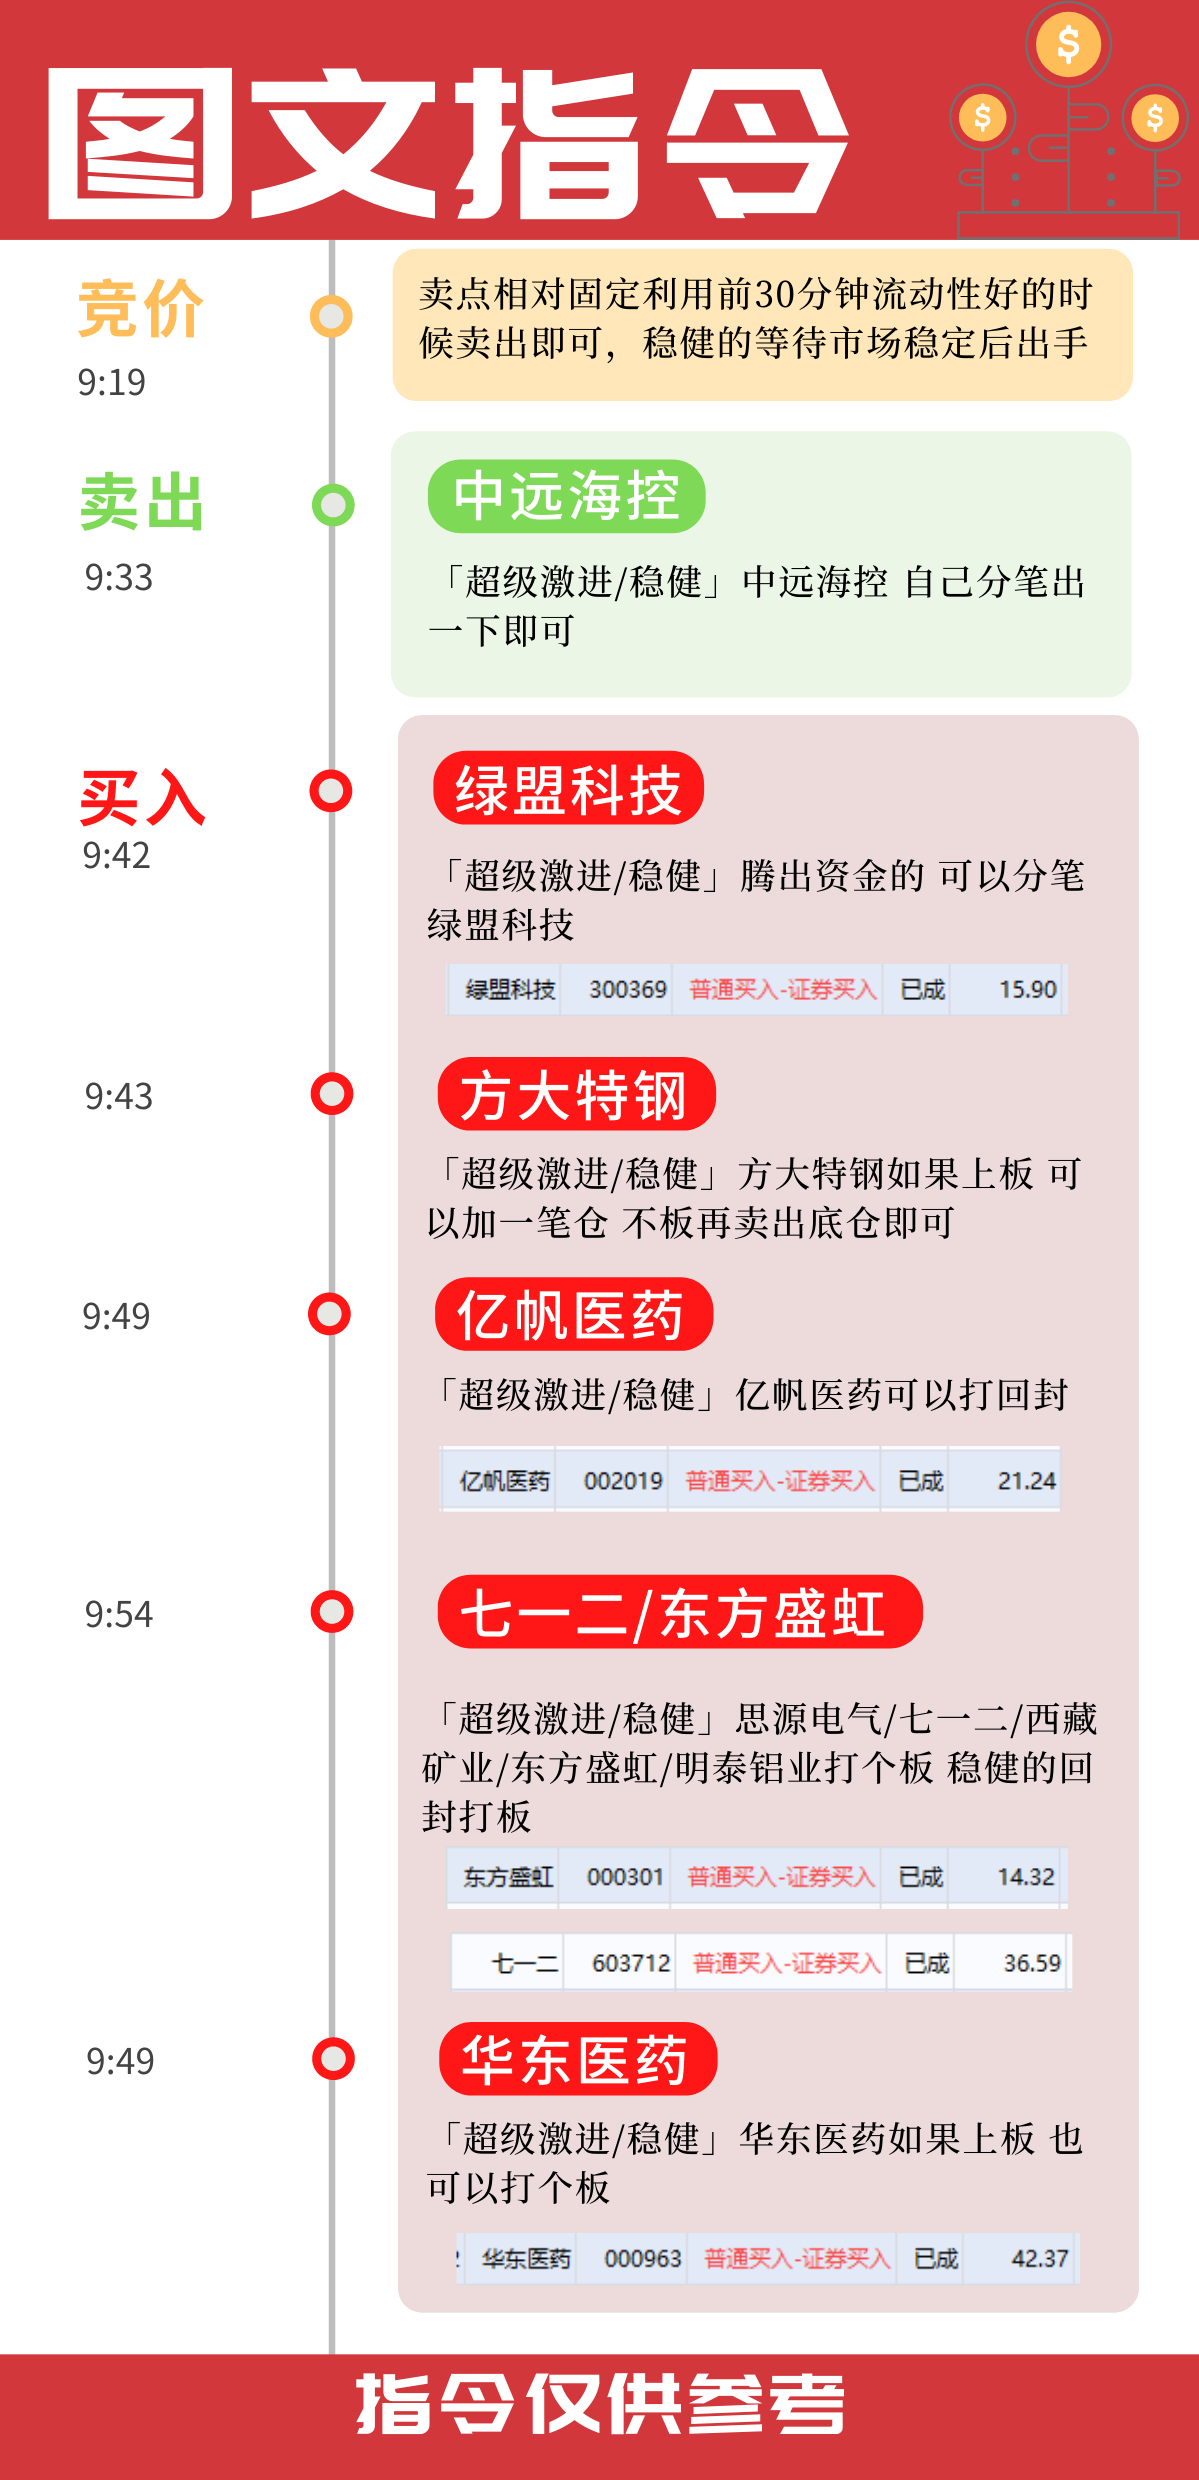 图文指令
竞价
9:19
卖点相对固定利用前30分钟流动性好的时
候卖出即可，稳健的等待市场稳定后出手
卖出
9:33
中远海控
「超级激进/稳健」中远海控 自己分笔出
一下即可
买入
9:42
绿盟科技
「超级激进/稳健」腾出资金的 可以分笔
绿盟科技
绿盟科技 300369 普通买入-证券买入 已成 15.90
9:43
方大特钢
「超级激进/稳健」方大特钢如果上板 可
以加一笔仓 不板再卖出底仓即可
9:49
亿帆医药
「超级激进/稳健」亿帆医药可以打回封
亿帆医药 002019 普通买入-证券买入 已成 21.24
9:54
七一二/东方盛虹
「超级激进/稳健」思源电气/七一二/西藏
矿业/东方盛虹/明泰铝业打个板 稳健的回
封打板
东方盛虹 000301 普通买入-证券买入 已成 14.32
七一二 603712 普通买入-证券买入 已成 36.59
9:49
华东医药
「超级激进/稳健」华东医药如果上板 也
可以打个板
华东医药 000963 普通买入-证券买入 已成 42.37
指令仅供参考